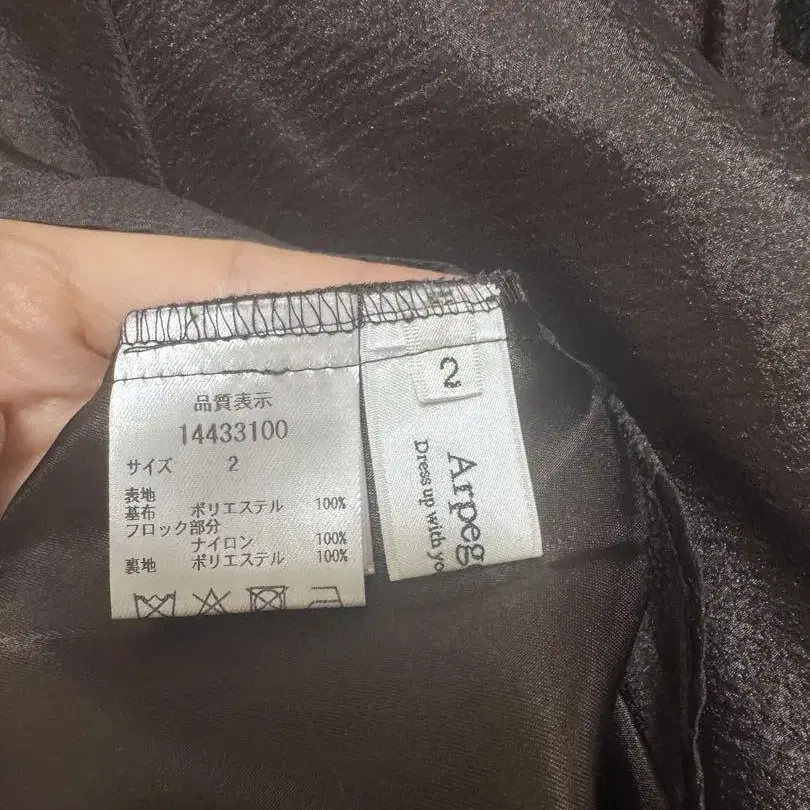 品質表示
14433100
サイズ 2
表地
基布 ポリエステル 100%
フロック部分
ナイロン 100%
裏地 ポリエステル 100%
2
Arpeg
Dress up with yo